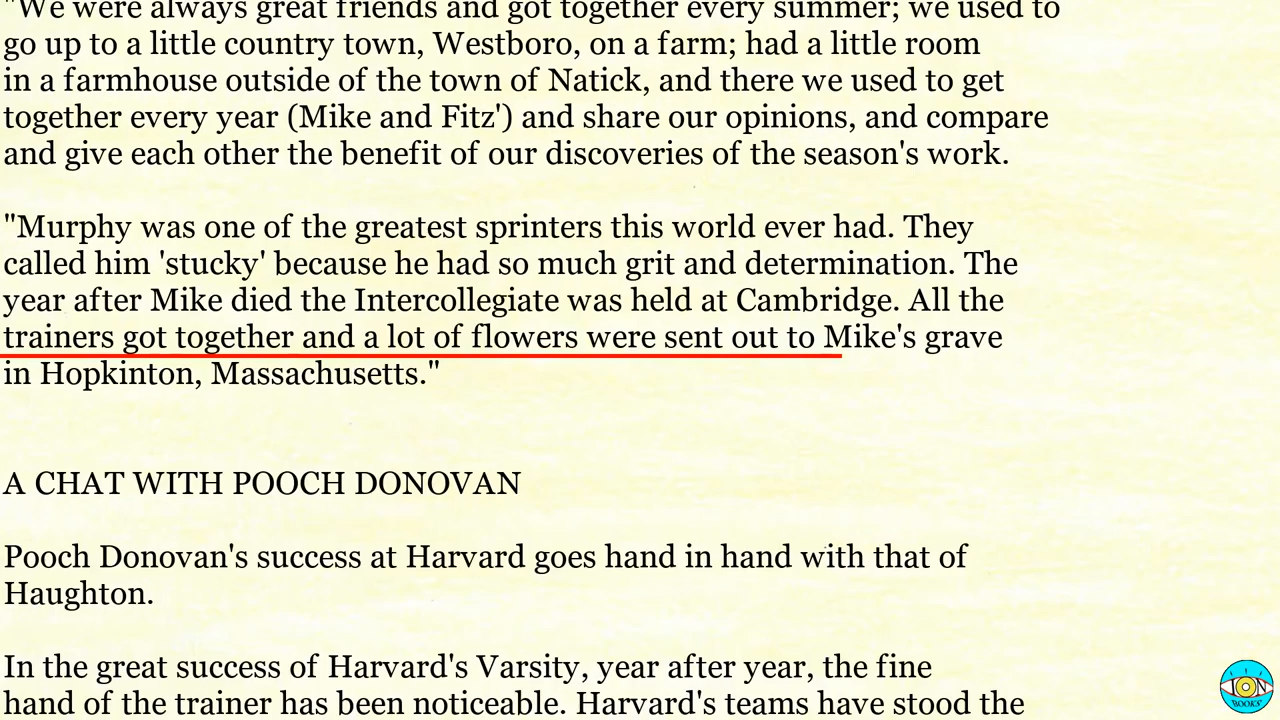 "We were always great friends and got together every summer; we used to
go up to a little country town, Westboro, on a farm; had a little room
in a farmhouse outside of the town of Natick, and there we used to get
together every year (Mike and Fitz') and share our opinions, and compare
and give each other the benefit of our discoveries of the season's work.
"Murphy was one of the greatest sprinters this world ever had. They
called him 'stucky' because he had so much grit and determination. The
year after Mike died the Intercollegiate was held at Cambridge. All the
trainers got together and a lot of flowers were sent out to Mike's grave
in Hopkinton, Massachusetts."
A CHAT WITH POOCH DONOVAN
Pooch Donovan's success at Harvard goes hand in hand with that of
Haughton.
In the great success of Harvard's Varsity, year after year, the fine
hand of the trainer has been noticeable. Harvard's teams have stood the
ION
BOOKS